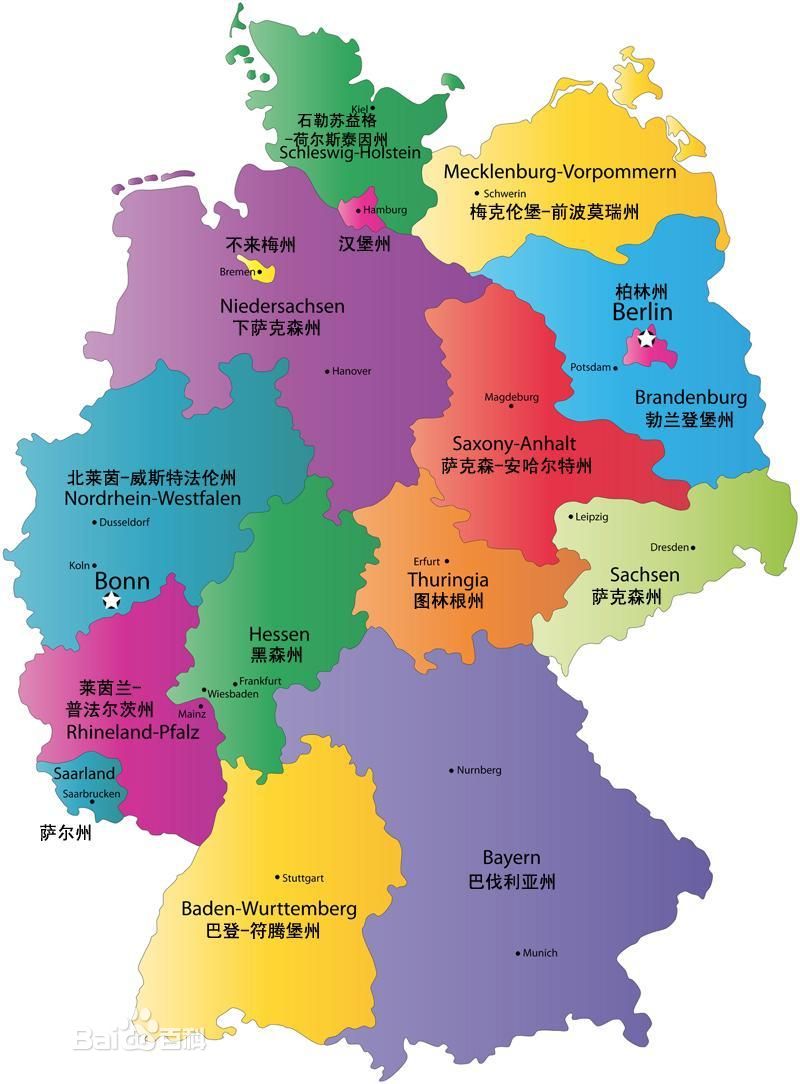 Kiel
石勒苏益格
-荷尔斯泰因州
Schleswig-Holstein
Mecklenburg-Vorpommern
Schwerin
梅克伦堡-前波莫瑞州
Hamburg
汉堡州
不来梅州
Bremen
Niedersachsen
下萨克森州
Hanover
柏林州
Berlin
Potsdam
Brandenburg
勃兰登堡州
Magdeburg
Saxony-Anhalt
萨克森-安哈尔特州
北莱茵-威斯特法伦州
Nordrhein-Westfalen
Dusseldorf
Koln
Bonn
Leipzig
Dresden
Sachsen
萨克森州
Erfurt
Thuringia
图林根州
Hessen
黑森州
Frankfurt
Wiesbaden
Mainz
莱茵兰-
普法尔茨州
Rhineland-Pfalz
Saarland
Saarbrucken
萨尔州
Nurnberg
Bayern
巴伐利亚州
Munich
Stuttgart
Baden-Wurttemberg
巴登-符腾堡州
Bai百科